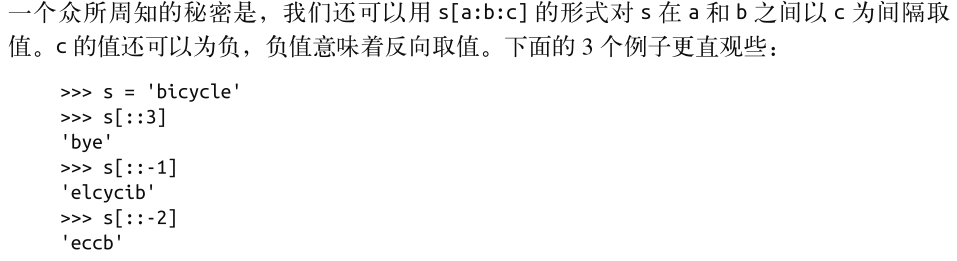 一个众所周知的秘密是，我们还可以用 s[a:b:c] 的形式对 s 在 a 和 b 之间以 c 为间隔取
值。c 的值还可以为负，负值意味着反向取值。下面的 3 个例子更直观些：
>>> s = 'bicycle'
>>> s[::3]
'bye'
>>> s[::-1]
'elcycib'
>>> s[::-2]
'eccb'